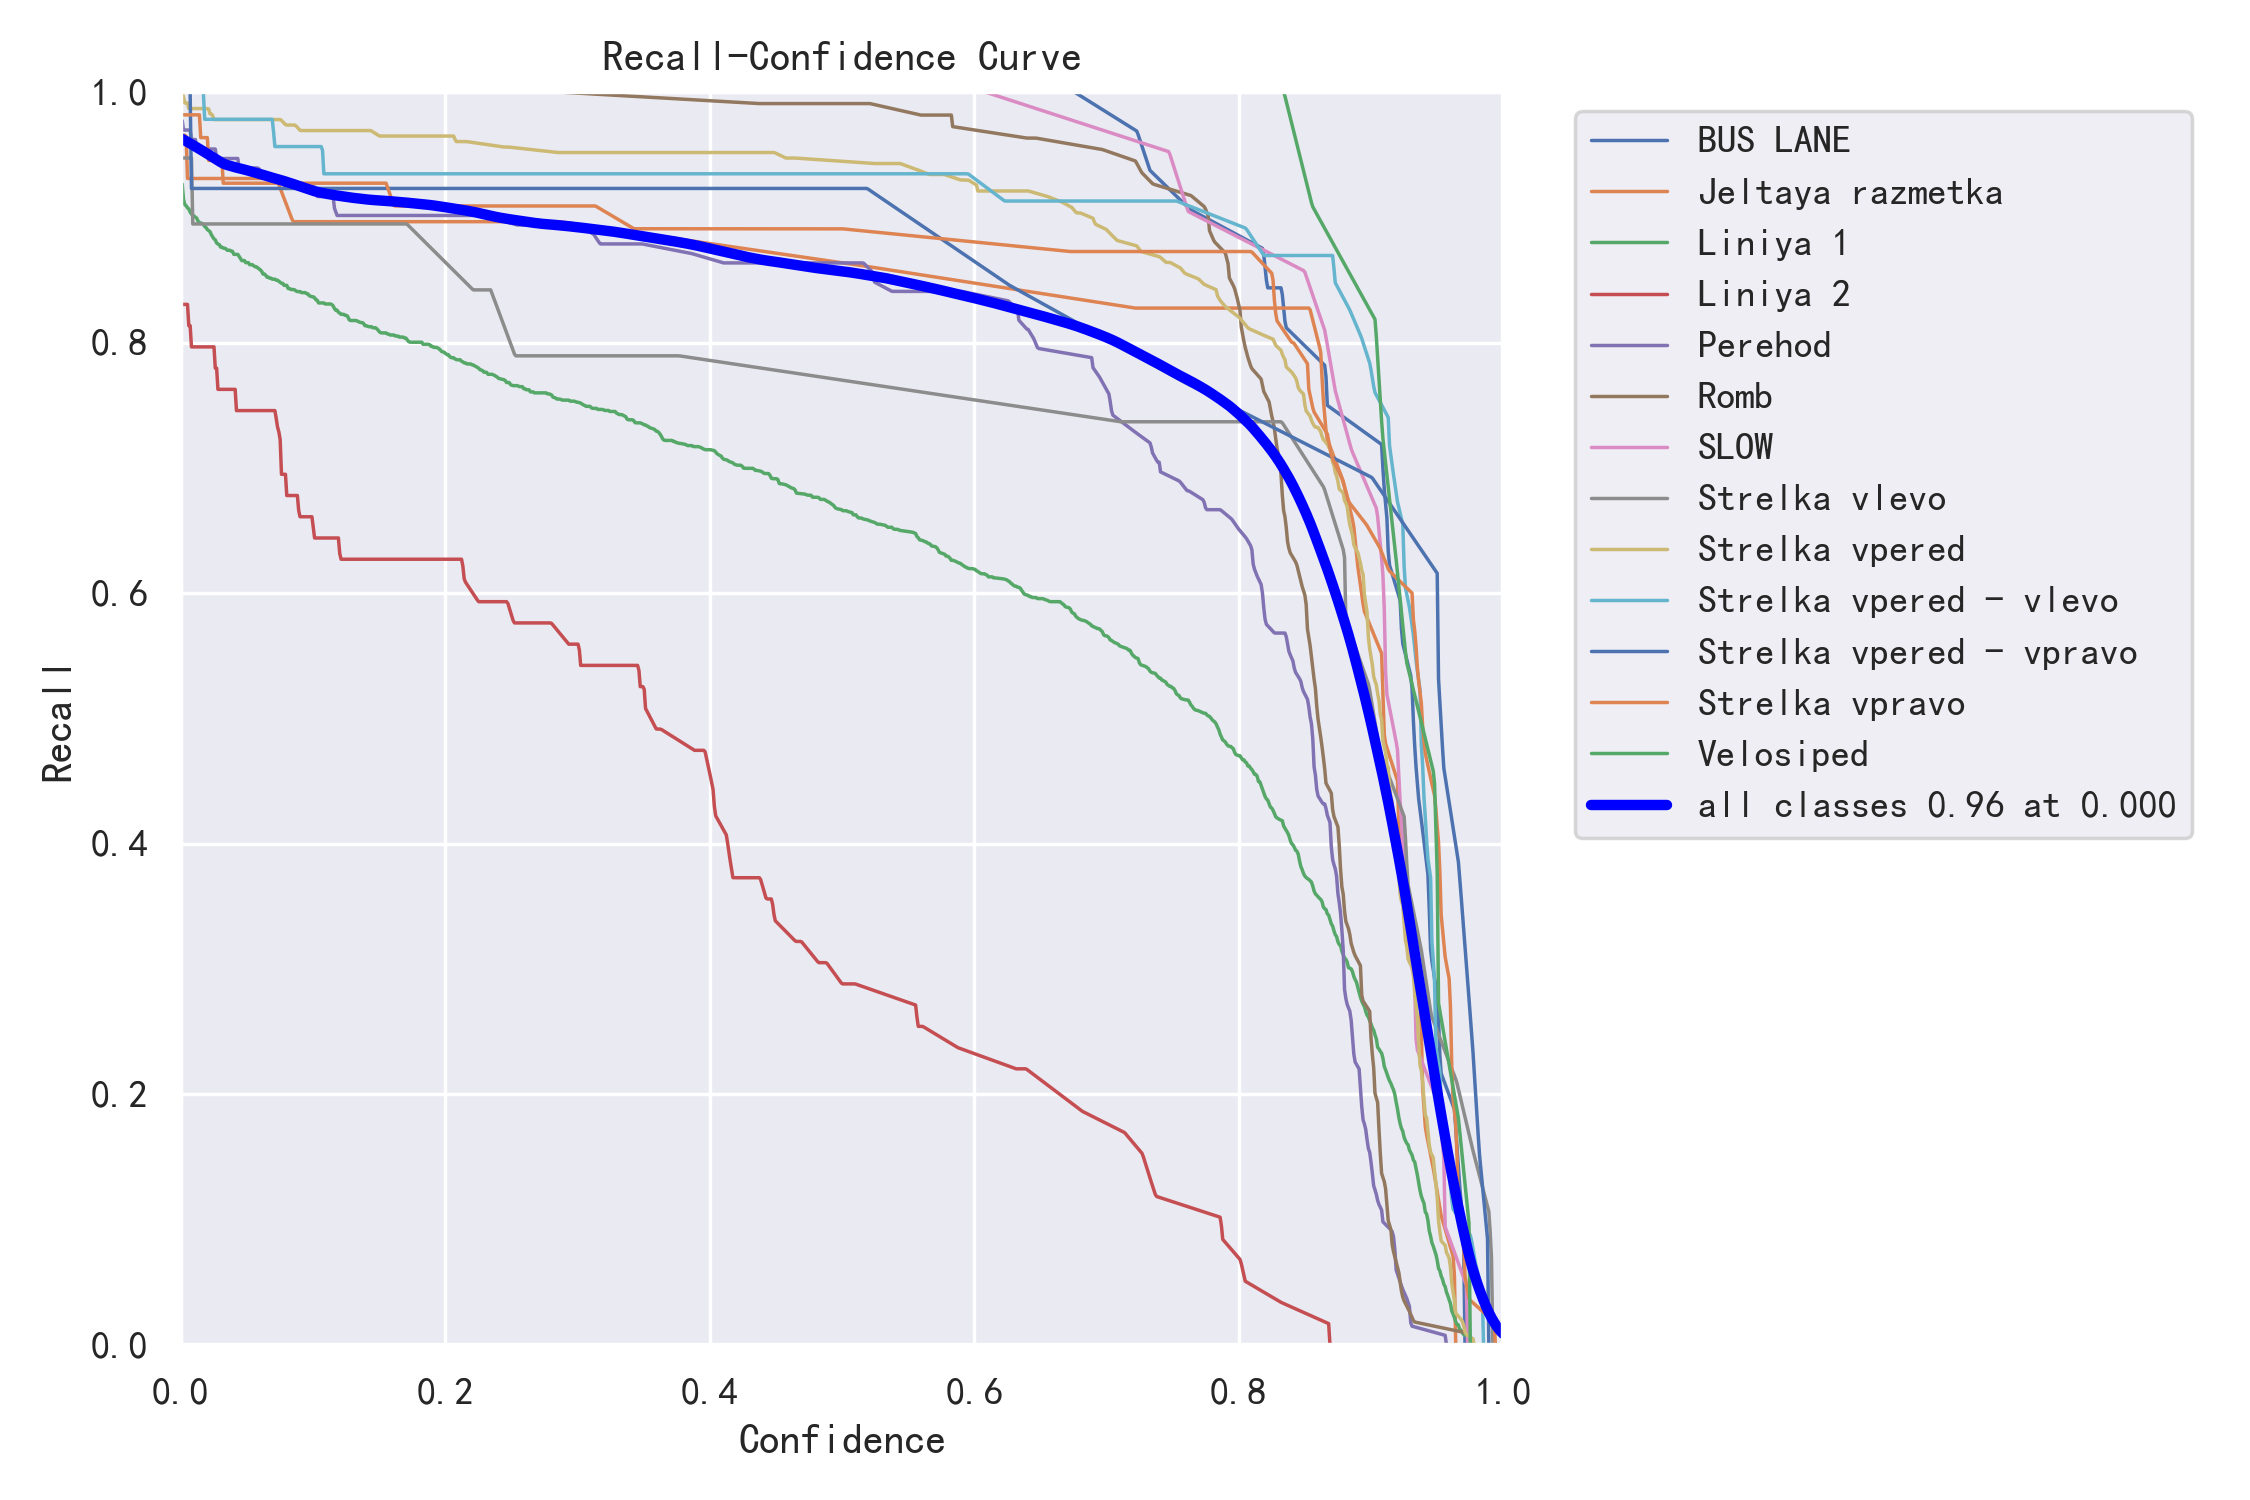 Recall-Confidence Curve
1.0
0.8
0.6
0.4
0.2
0.0
Recall
0.0 0.2 0.4 0.6 0.8 1.0
Confidence
BUS LANE
Jeltaya razmetka
Liniya 1
Liniya 2
Perehod
Romb
SLOW
Strelka vlevo
Strelka vpered
Strelka vpered - vlevo
Strelka vpered - vpravo
Strelka vpravo
Velosiped
all classes 0.96 at 0.000